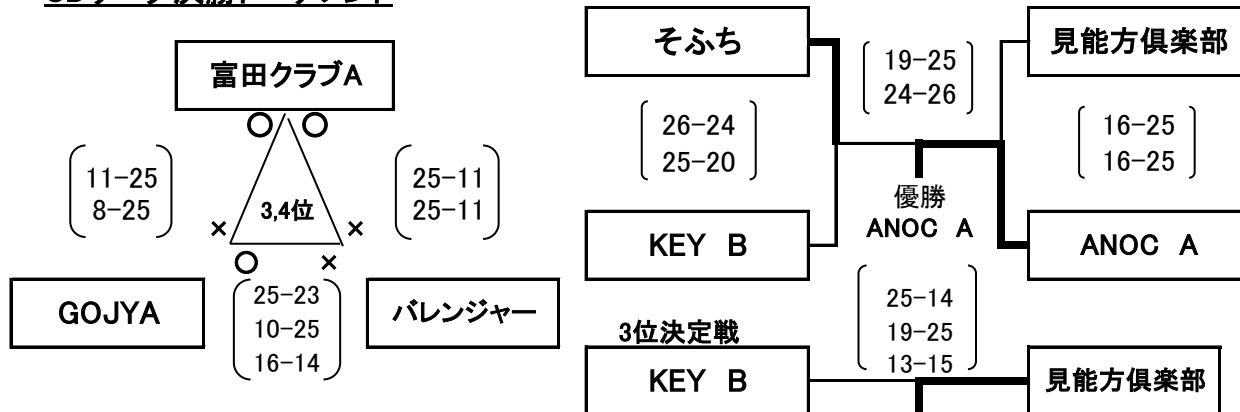 富田クラブA
11-25
8-25
3,4位
25-11
25-11
GOJYA
25-23
10-25
16-14
バレンジャー
そふち
19-25
24-26
見能方倶楽部
26-24
25-20
16-25
16-25
優勝
ANOC A
KEY B
ANOC A
3位決定戦
25-14
19-25
13-15
KEY B
見能方倶楽部